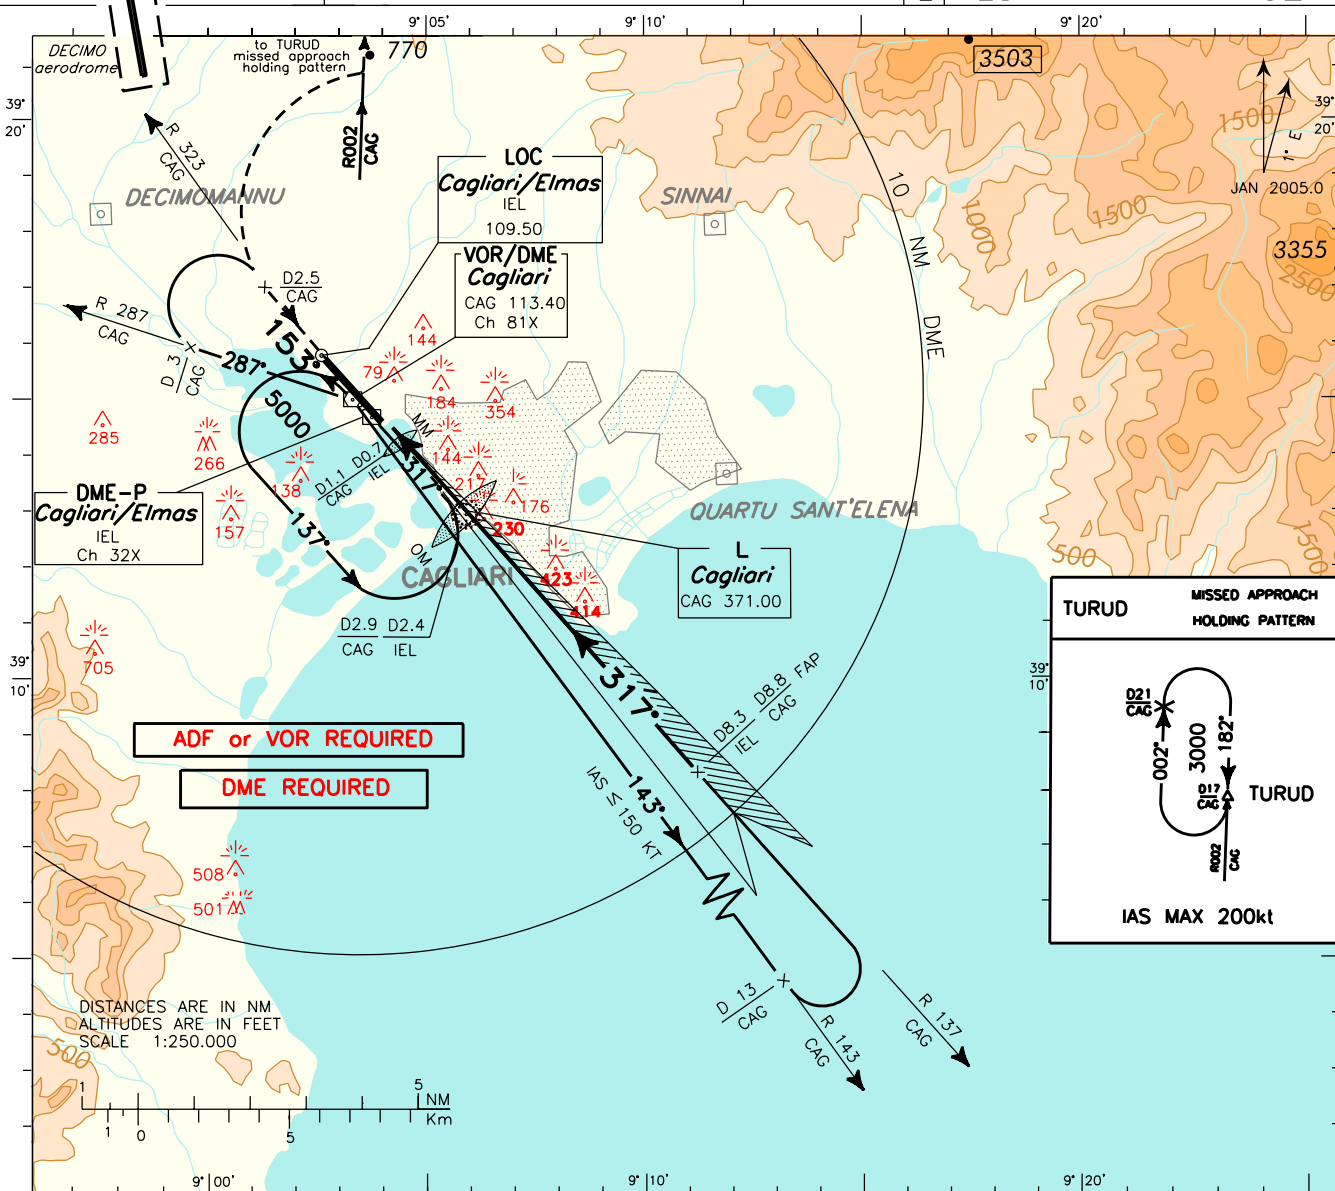 9° 05'
9° 10'
9° 20'
DECIMO
aerodrome
to TURUD
missed approach
holding pattern
770
3503
39°
20'
39°
20'
1500
1° E
JAN 2005.0
R 323
CAG
R002
CAG
LOC
Cagliari/Elmas
IEL
109.50
DECIMOMANNU
SINNAI
10 NM DME
1000
1500
3355
2500
VOR/DME
Cagliari
CAG 113.40
Ch 81X
D2.5
CAG
R 287
CAG
153°
144
D 3
CAG
287°
79
184
354
5000
285
266
MM
144
D1.1 D0.7
CAG IEL
317°
217
138
176
DME-P
Cagliari/Elmas
IEL
Ch 32X
157
137°
230
QUARTU SANT'ELENA
500
1500
OM
CAGLIARI
423
L
Cagliari
CAG 371.00
414
D2.9 D2.4
CAG IEL
705
39°
10'
39°
10'
317°
D8.3 D8.8 FAP
IEL CAG
TURUD
MISSED APPROACH
HOLDING PATTERN
D21
CAG
002°
3000
182°
D17
CAG
TURUD
R002
CAG
IAS MAX 200kt
ADF or VOR REQUIRED
DME REQUIRED
143°
IAS ≤ 150 KT
508
501
D 13
CAG
R 143
CAG
R 137
CAG
DISTANCES ARE IN NM
ALTITUDES ARE IN FEET
SCALE 1:250.000
500
1 5
NM
Km
1 0 5
9° 00'
9° 10'
9° 20'